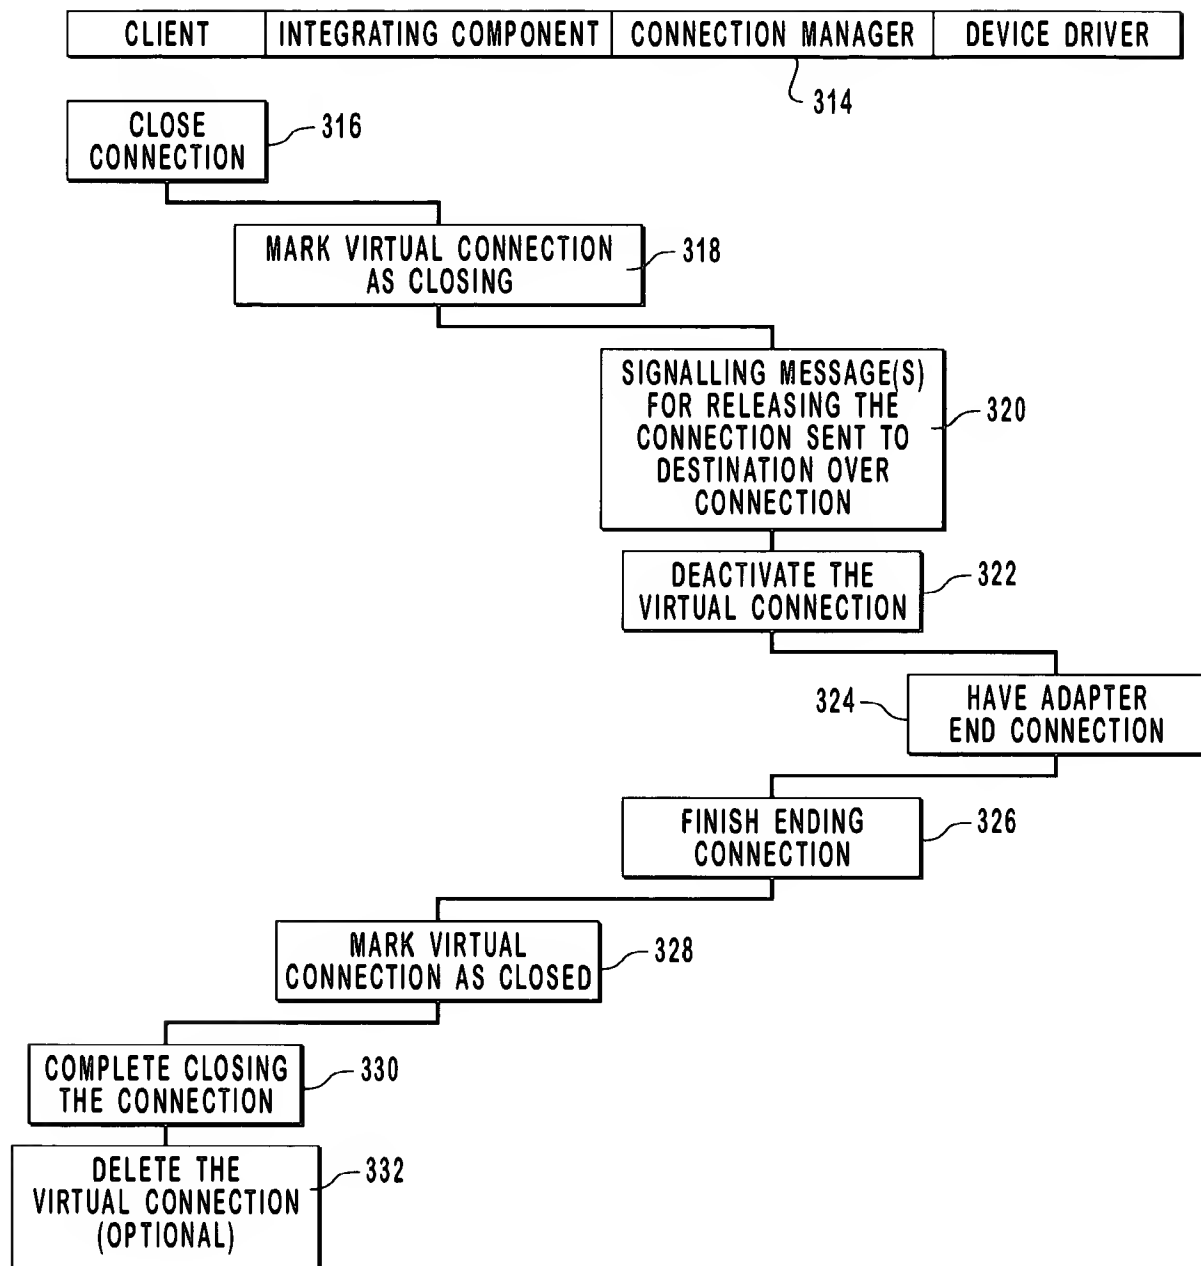 CLIENT INTEGRATING COMPONENT CONNECTION MANAGER DEVICE DRIVER
314
CLOSE
CONNECTION
316
MARK VIRTUAL CONNECTION
AS CLOSING
318
SIGNALLING MESSAGE(S)
FOR RELEASING THE
CONNECTION SENT TO
DESTINATION OVER
CONNECTION
320
DEACTIVATE THE
VIRTUAL CONNECTION
322
324
HAVE ADAPTER
END CONNECTION
FINISH ENDING
CONNECTION
326
MARK VIRTUAL
CONNECTION AS CLOSED
328
COMPLETE CLOSING
THE CONNECTION
330
DELETE THE
VIRTUAL CONNECTION
(OPTIONAL)
332